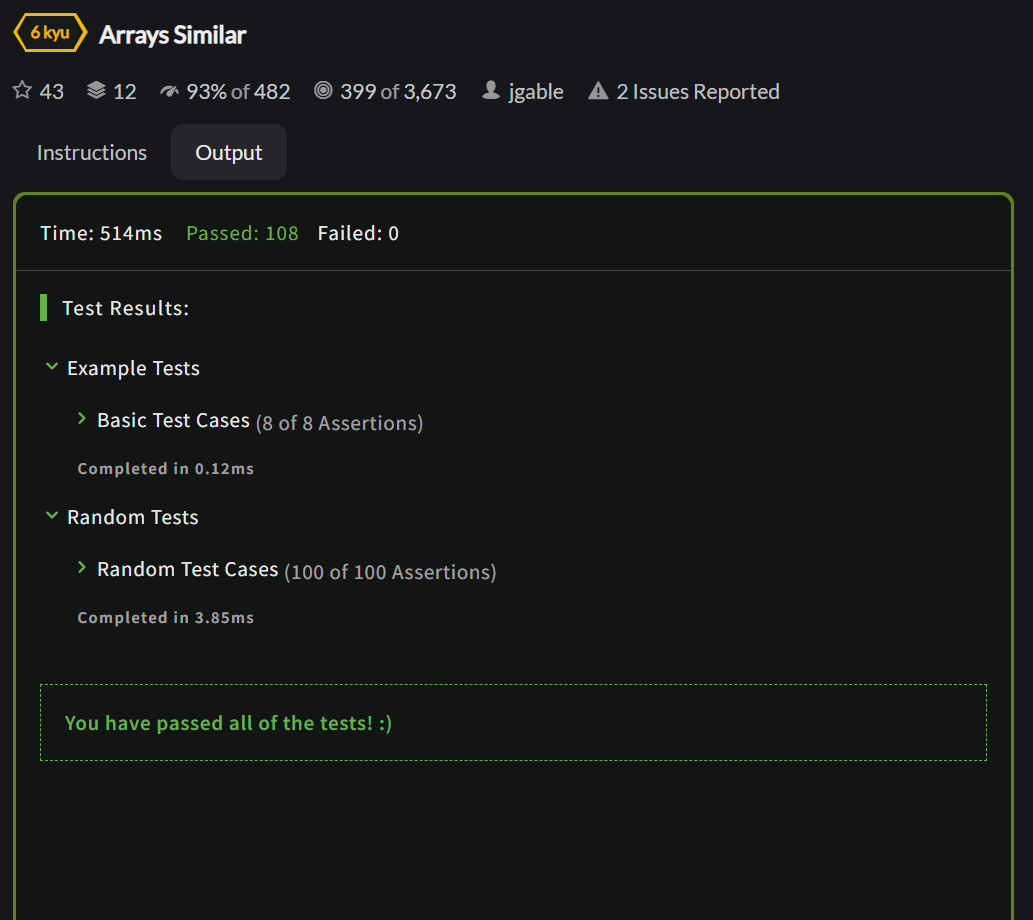 6 kyu Arrays Similar
43 12 93% of 482 399 of 3,673 jgable 2 Issues Reported
Instructions Output
Time: 514ms Passed: 108 Failed: 0
Test Results:
Example Tests
Basic Test Cases (8 of 8 Assertions)
Completed in 0.12ms
Random Tests
Random Test Cases (100 of 100 Assertions)
Completed in 3.85ms
You have passed all of the tests! :)